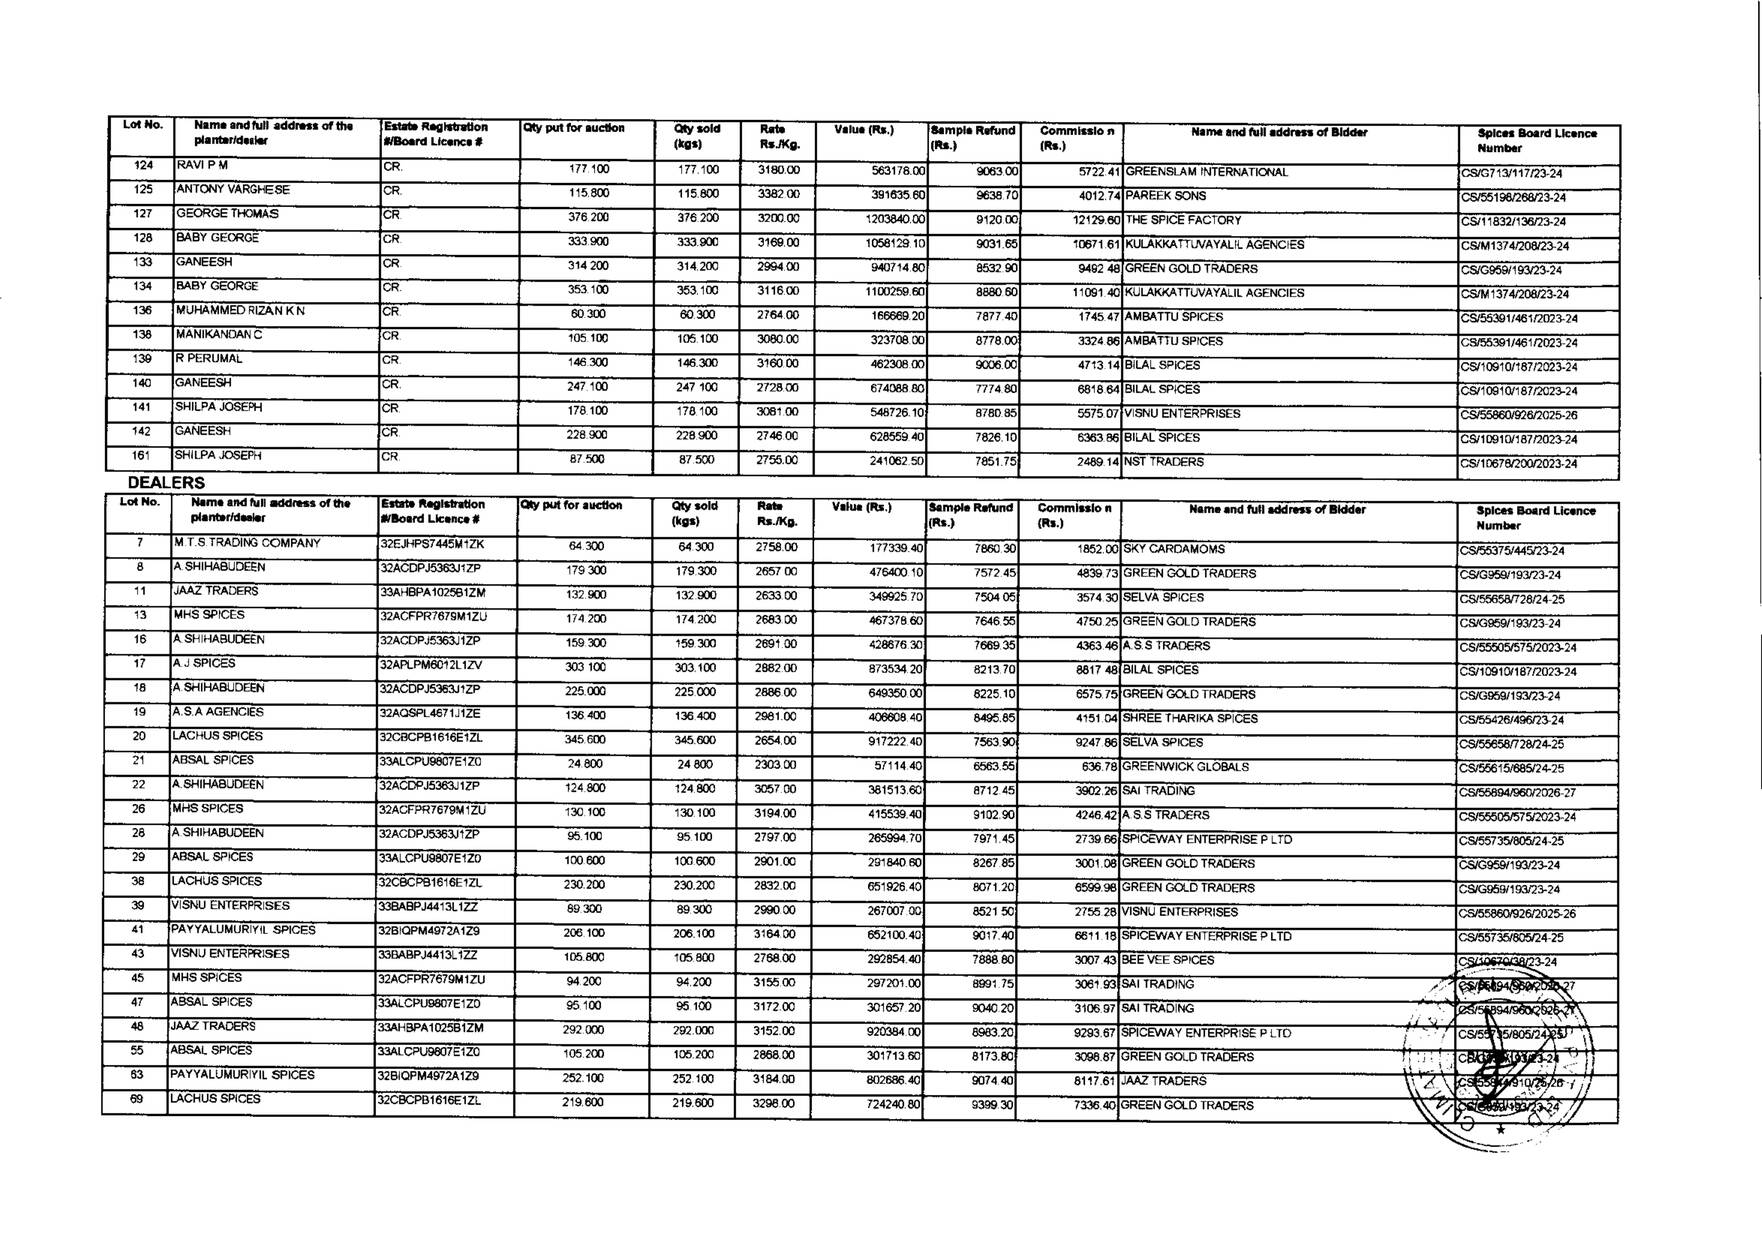 Lot No. Name and full address of the planter/dealer Estate Registration #/Board Licence # Qty put for auction Qty sold (kgs) Rate Rs./Kg. Value (Rs.) Sample Refund (Rs.) Commissio n (Rs.) Name and full address of Bidder Spices Board Licence Number
124 RAVI P M CR. 177.100 177.100 3180.00 563178.00 9063.00 5722.41 GREENSLAM INTERNATIONAL CS/G713/117/23-24
125 ANTONY VARGHESE CR. 115.800 115.800 3382.00 391635.60 9638.70 4012.74 PAREEK SONS CS/55198/268/23-24
127 GEORGE THOMAS CR. 376.200 376.200 3200.00 1203840.00 9120.00 12129.60 THE SPICE FACTORY CS/11832/136/23-24
128 BABY GEORGE CR. 333.900 333.900 3169.00 1058129.10 9031.65 10671.61 KULAKKATTUVAYALIL AGENCIES CS/M1374/208/23-24
133 GANEESH CR. 314.200 314.200 2994.00 940714.80 8532.90 9492.48 GREEN GOLD TRADERS CS/G959/193/23-24
134 BABY GEORGE CR. 353.100 353.100 3116.00 1100259.60 8880.60 11091.40 KULAKKATTUVAYALIL AGENCIES CS/M1374/208/23-24
136 MUHAMMED RIZAN K N CR. 60.300 60.300 2764.00 166669.20 7877.40 1745.47 AMBATTU SPICES CS/55391/461/2023-24
138 MANIKANDAN C CR. 105.100 105.100 3080.00 323708.00 8778.00 3324.86 AMBATTU SPICES CS/55391/461/2023-24
139 R PERUMAL CR. 146.300 146.300 3160.00 462308.00 9006.00 4713.14 BILAL SPICES CS/10910/187/2023-24
140 GANEESH CR. 247.100 247.100 2728.00 674088.80 7774.80 6818.64 BILAL SPICES CS/10910/187/2023-24
141 SHILPA JOSEPH CR. 178.100 178.100 3081.00 548726.10 8780.85 5575.07 VISNU ENTERPRISES CS/55860/926/2025-26
142 GANEESH CR. 228.900 228.900 2746.00 628559.40 7826.10 6363.86 BILAL SPICES CS/10910/187/2023-24
161 SHILPA JOSEPH CR. 87.500 87.500 2755.00 241062.50 7851.75 2489.14 NST TRADERS CS/10678/200/2023-24
DEALERS
Lot No. Name and full address of the planter/dealer Estate Registration #/Board Licence # Qty put for auction Qty sold (kgs) Rate Rs./Kg. Value (Rs.) Sample Refund (Rs.) Commissio n (Rs.) Name and full address of Bidder Spices Board Licence Number
7 M.T.S.TRADING COMPANY 32EJHPS7445M1ZK 64.300 64.300 2758.00 177339.40 7860.30 1852.00 SKY CARDAMOMS CS/55375/445/23-24
8 A.SHIHABUDEEN 32ACDPJ5363J1ZP 179.300 179.300 2657.00 476400.10 7572.45 4839.73 GREEN GOLD TRADERS CS/G959/193/23-24
11 JAAZ TRADERS 33AHBPA1025B1ZM 132.900 132.900 2633.00 349925.70 7504.05 3574.30 SELVA SPICES CS/55658/728/24-25
13 MHS SPICES 32ACFPR7679M1ZU 174.200 174.200 2683.00 467378.60 7646.55 4750.25 GREEN GOLD TRADERS CS/G959/193/23-24
16 A.SHIHABUDEEN 32ACDPJ5363J1ZP 159.300 159.300 2691.00 428676.30 7669.35 4363.46 A.S.S TRADERS CS/55505/575/2023-24
17 A.J SPICES 32APLPM6012L1ZV 303.100 303.100 2882.00 873534.20 8213.70 8817.48 BILAL SPICES CS/10910/187/2023-24
18 A.SHIHABUDEEN 32ACDPJ5363J1ZP 225.000 225.000 2886.00 649350.00 8225.10 6575.75 GREEN GOLD TRADERS CS/G959/193/23-24
19 A.S.A AGENCIES 32AQSPL4671J1ZE 136.400 136.400 2981.00 406608.40 8495.85 4151.04 SHREE THARIKA SPICES CS/55426/496/23-24
20 LACHUS SPICES 32CBCPB1616E1ZL 345.600 345.600 2654.00 917222.40 7563.90 9247.86 SELVA SPICES CS/55658/728/24-25
21 ABSAL SPICES 33ALCPU9807E1Z0 24.800 24.800 2303.00 57114.40 6563.55 636.78 GREENWICK GLOBALS CS/55615/685/24-25
22 A.SHIHABUDEEN 32ACDPJ5363J1ZP 124.800 124.800 3057.00 381513.60 8712.45 3902.26 SAI TRADING CS/55894/960/2026-27
26 MHS SPICES 32ACFPR7679M1ZU 130.100 130.100 3194.00 415539.40 9102.90 4246.42 A.S.S TRADERS CS/55505/575/2023-24
28 A.SHIHABUDEEN 32ACDPJ5363J1ZP 95.100 95.100 2797.00 265994.70 7971.45 2739.66 SPICEWAY ENTERPRISE P LTD CS/55735/805/24-25
29 ABSAL SPICES 33ALCPU9807E1Z0 100.600 100.600 2901.00 291840.60 8267.85 3001.08 GREEN GOLD TRADERS CS/G959/193/23-24
38 LACHUS SPICES 32CBCPB1616E1ZL 230.200 230.200 2832.00 651926.40 8071.20 6599.98 GREEN GOLD TRADERS CS/G959/193/23-24
39 VISNU ENTERPRISES 33BABPJ4413L1ZZ 89.300 89.300 2990.00 267007.00 8521.50 2755.28 VISNU ENTERPRISES CS/55860/926/2025-26
41 PAYYALUMURIYIL SPICES 32BIQPM4972A1Z9 206.100 206.100 3164.00 652100.40 9017.40 6611.18 SPICEWAY ENTERPRISE P LTD CS/55735/805/24-25
43 VISNU ENTERPRISES 33BABPJ4413L1ZZ 105.800 105.800 2768.00 292854.40 7888.80 3007.43 BEE VEE SPICES CS/10670/38/23-24
45 MHS SPICES 32ACFPR7679M1ZU 94.200 94.200 3155.00 297201.00 8991.75 3061.93 SAI TRADING
47 ABSAL SPICES 33ALCPU9807E1Z0 95.100 95.100 3172.00 301657.20 9040.20 3106.97 SAI TRADING
48 JAAZ TRADERS 33AHBPA1025B1ZM 292.000 292.000 3152.00 920384.00 8983.20 9293.67 SPICEWAY ENTERPRISE P LTD CS/55735/805/24-25
55 ABSAL SPICES 33ALCPU9807E1Z0 105.200 105.200 2868.00 301713.60 8173.80 3098.87 GREEN GOLD TRADERS
63 PAYYALUMURIYIL SPICES 32BIQPM4972A1Z9 252.100 252.100 3184.00 802686.40 9074.40 8117.61 JAAZ TRADERS
69 LACHUS SPICES 32CBCPB1616E1ZL 219.600 219.600 3298.00 724240.80 9399.30 7336.40 GREEN GOLD TRADERS